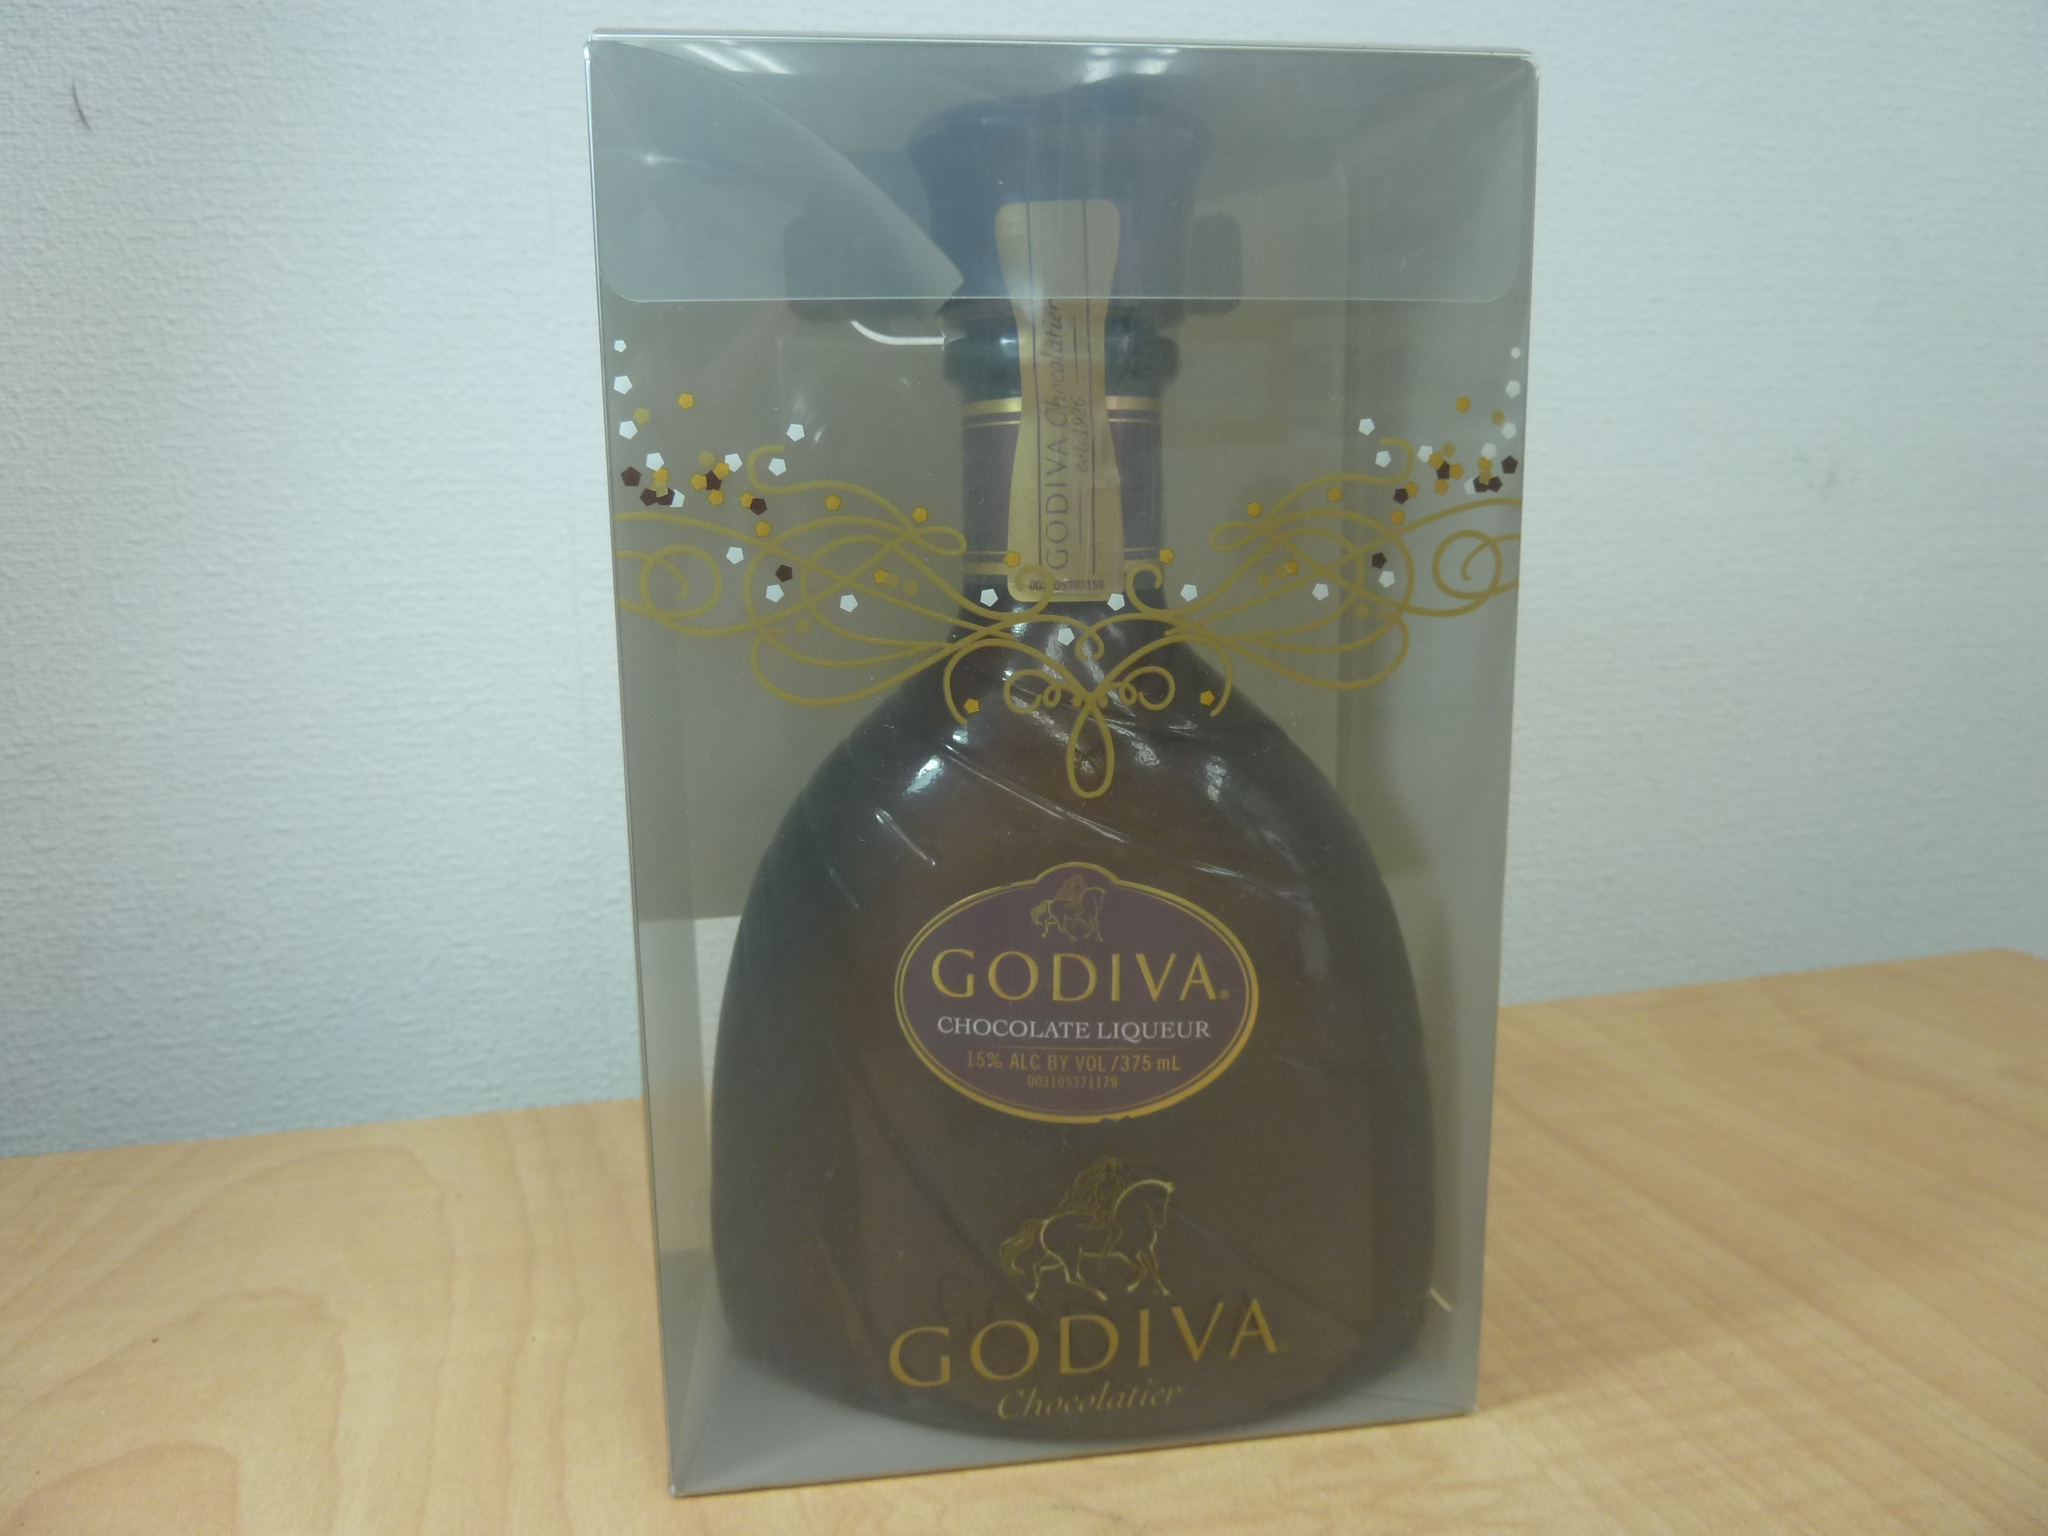 GODIVA Chocolatier
est. 1926
GODIVA®
CHOCOLATE LIQUEUR
15% ALC BY VOL / 375 mL
003105371179
GODIVA
Chocolatier